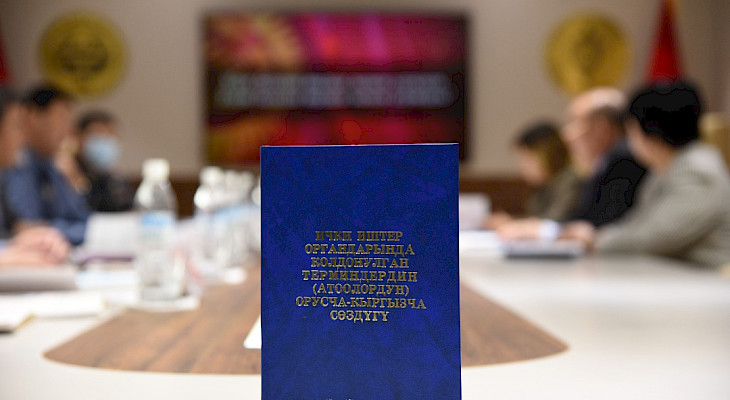 ИЧКИ ИШТЕР
ОРГАНДАРЫНДА
КОЛДОНУЛГАН
ТЕРМИНДЕРДИН
(АТООЛОРДУН)
ОРУСЧА-КЫРГЫЗЧА
СӨЗДҮГҮ